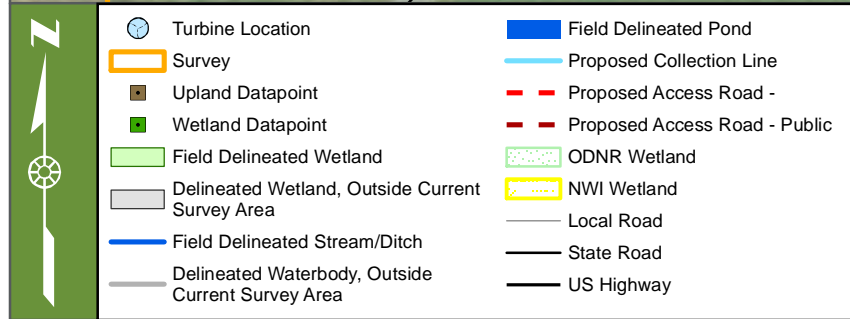 N
Turbine Location
Survey
Upland Datapoint
Wetland Datapoint
Field Delineated Wetland
Delineated Wetland, Outside Current
Survey Area
Field Delineated Stream/Ditch
Delineated Waterbody, Outside
Current Survey Area
Field Delineated Pond
Proposed Collection Line
Proposed Access Road -
Proposed Access Road - Public
ODNR Wetland
NWI Wetland
Local Road
State Road
US Highway